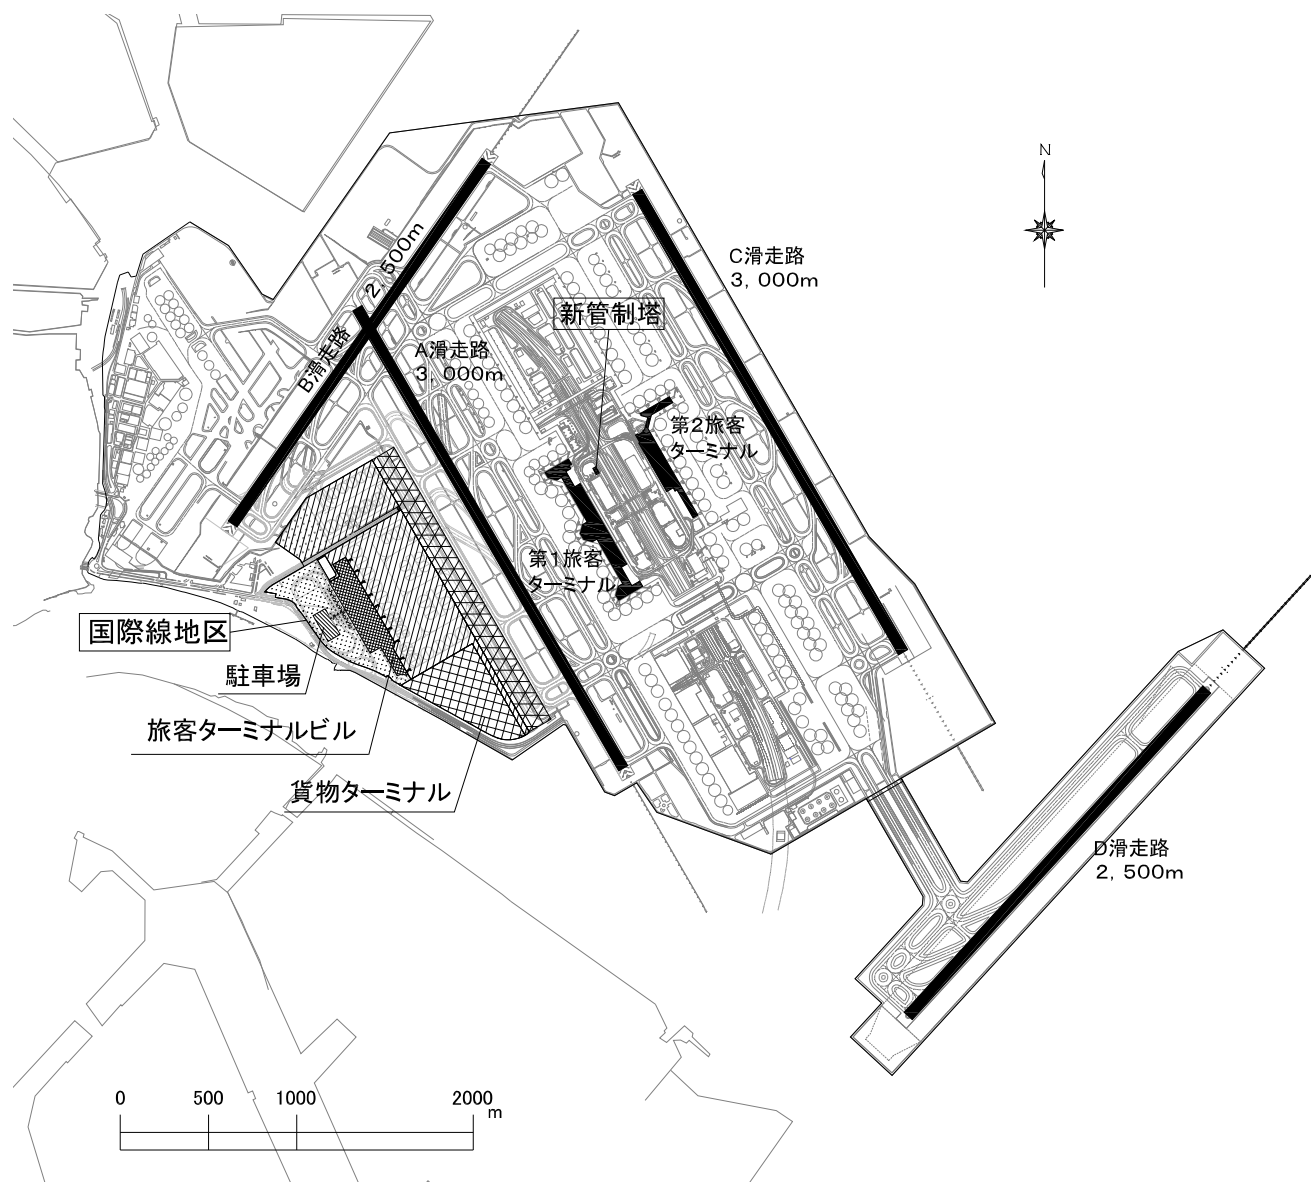 N
C滑走路
3,000m
B滑走路 2,500m
新管制塔
A滑走路
3,000m
第2旅客
ターミナル
第1旅客
ターミナル
国際線地区
駐車場
旅客ターミナルビル
貨物ターミナル
D滑走路
2,500m
0 500 1000 2000
m